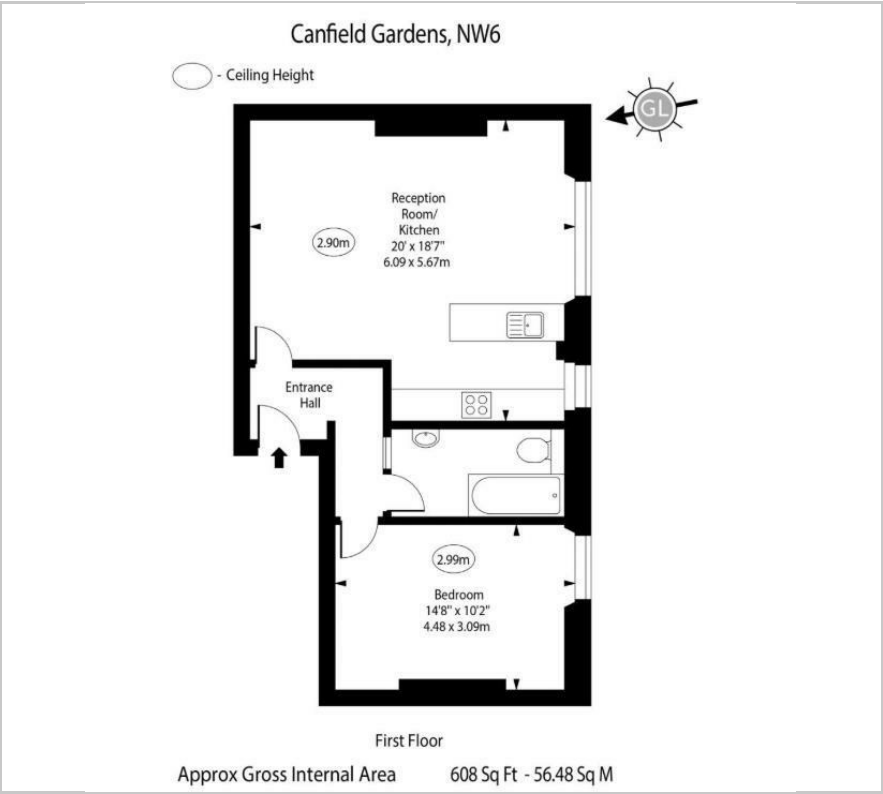 Canfield Gardens, NW6
- Ceiling Height
GL
Reception
Room/
Kitchen
20' x 18'7"
6.09 x 5.67m
2.90m
Entrance
Hall
2.99m
Bedroom
14'8" x 10'2"
4.48 x 3.09m
First Floor
Approx Gross Internal Area 608 Sq Ft - 56.48 Sq M